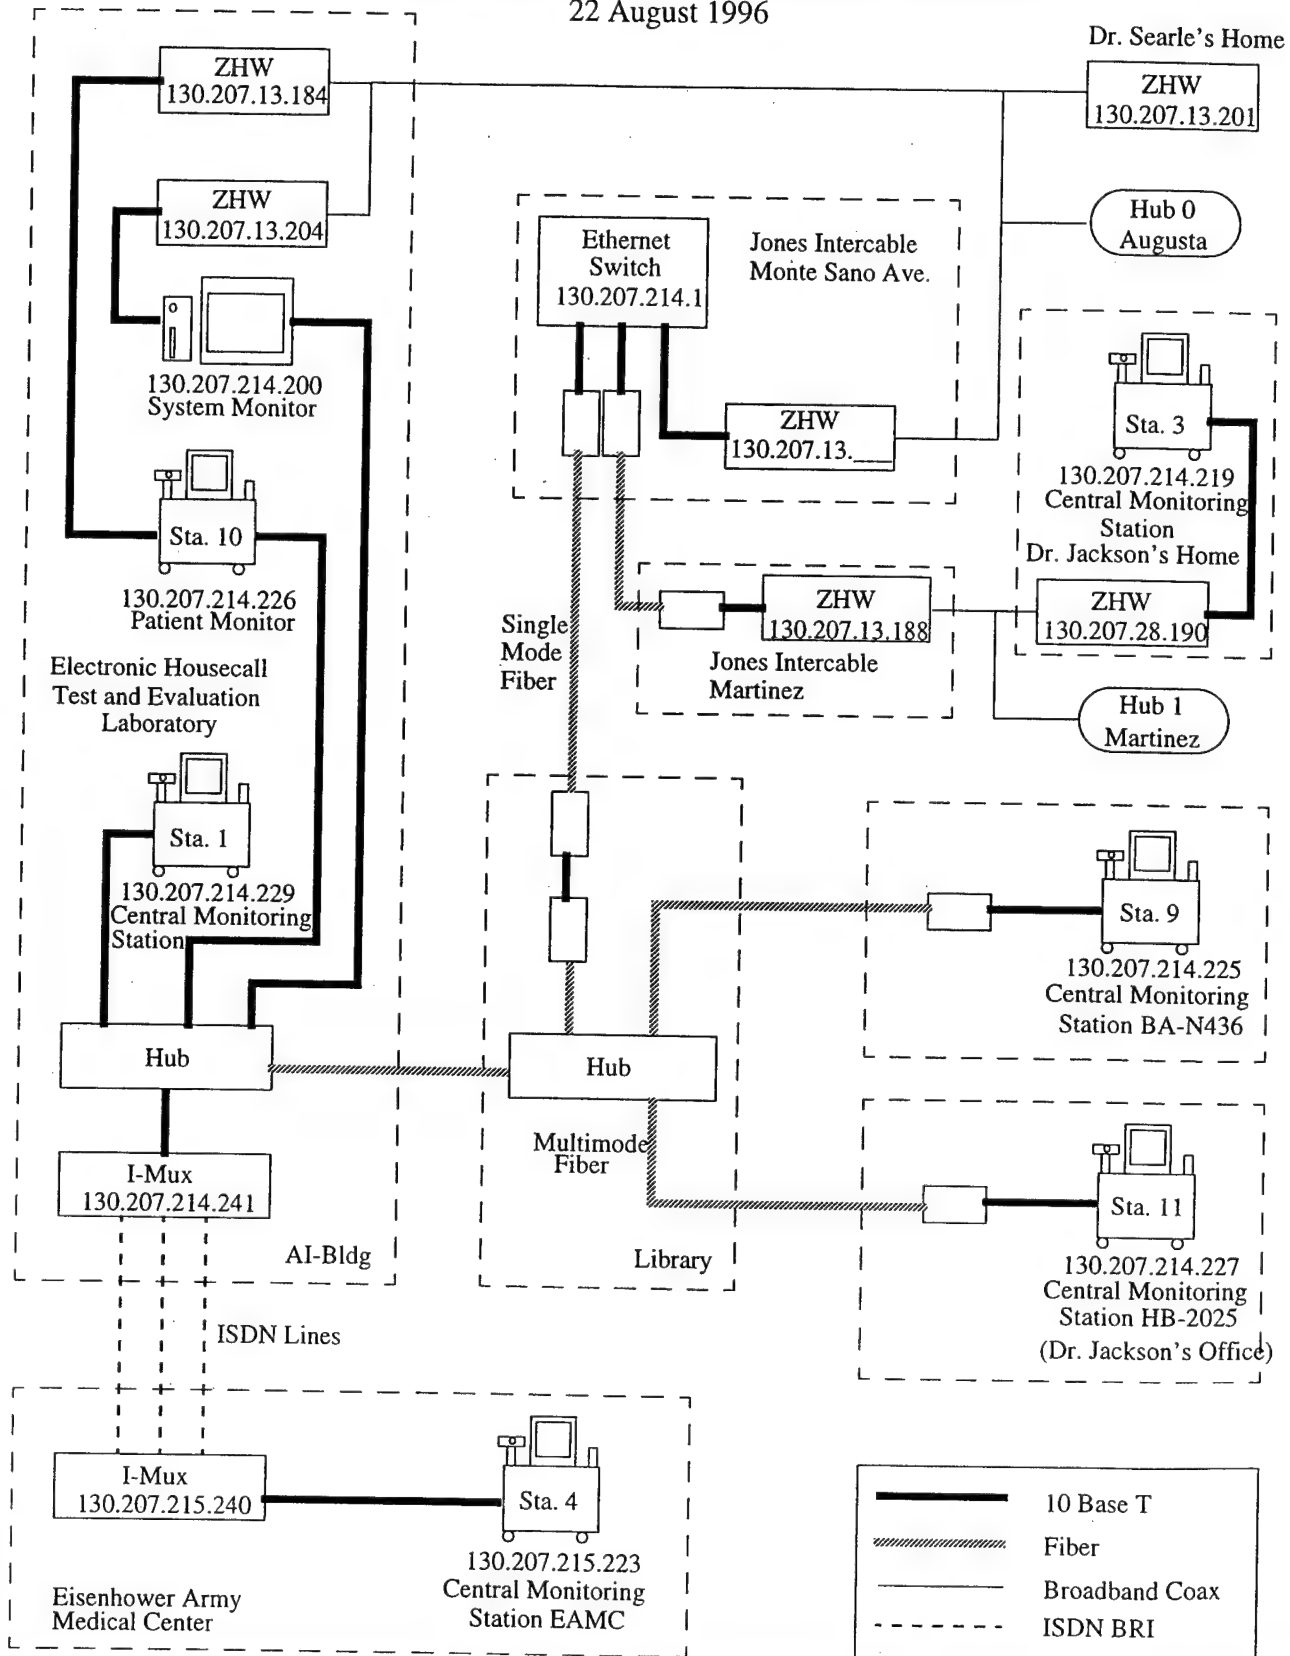 22 August 1996
ZHW
130.207.13.184
Dr. Searle's Home
ZHW
130.207.13.201
ZHW
130.207.13.204
Hub 0
Augusta
Ethernet
Switch
130.207.214.1
Jones Intercable
Monte Sano Ave.
130.207.214.200
System Monitor
ZHW
130.207.13.___
Sta. 3
130.207.214.219
Central Monitoring
Station
Dr. Jackson's Home
Sta. 10
130.207.214.226
Patient Monitor
ZHW
130.207.13.188
Jones Intercable
Martinez
ZHW
130.207.28.190
Single
Mode
Fiber
Hub 1
Martinez
Electronic Housecall
Test and Evaluation
Laboratory
Sta. 1
130.207.214.229
Central Monitoring
Station
Sta. 9
130.207.214.225
Central Monitoring
Station BA-N436
Hub
Hub
Multimode
Fiber
I-Mux
130.207.214.241
AI-Bldg
Library
Sta. 11
130.207.214.227
Central Monitoring
Station HB-2025
(Dr. Jackson's Office)
ISDN Lines
I-Mux
130.207.215.240
Sta. 4
130.207.215.223
Central Monitoring
Station EAMC
Eisenhower Army
Medical Center
10 Base T
Fiber
Broadband Coax
ISDN BRI